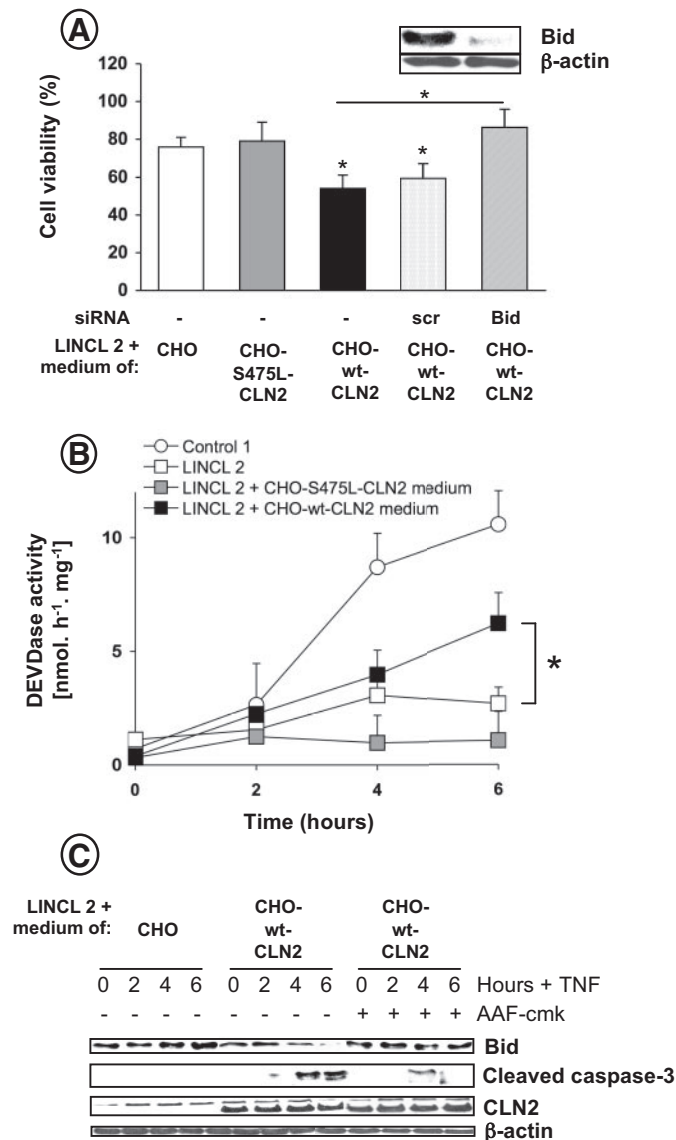 A
Bid
β-actin
Cell viability (%)
120
100
80
60
40
20
0
*
*
*
siRNA - - - scr Bid
LINCL 2 +
medium of:
CHO
CHO-
S475L-
CLN2
CHO-
wt-
CLN2
CHO-
wt-
CLN2
CHO-
wt-
CLN2
B
Control 1
LINCL 2
LINCL 2 + CHO-S475L-CLN2 medium
LINCL 2 + CHO-wt-CLN2 medium
DEVDase activity
[nmol. h⁻¹. mg⁻¹]
10
5
0
*
0 2 4 6
Time (hours)
C
LINCL 2 +
medium of:
CHO
CHO-
wt-
CLN2
CHO-
wt-
CLN2
0 2 4 6 0 2 4 6 0 2 4 6 Hours + TNF
- - - - - - - - + + + + AAF-cmk
Bid
Cleaved caspase-3
CLN2
β-actin